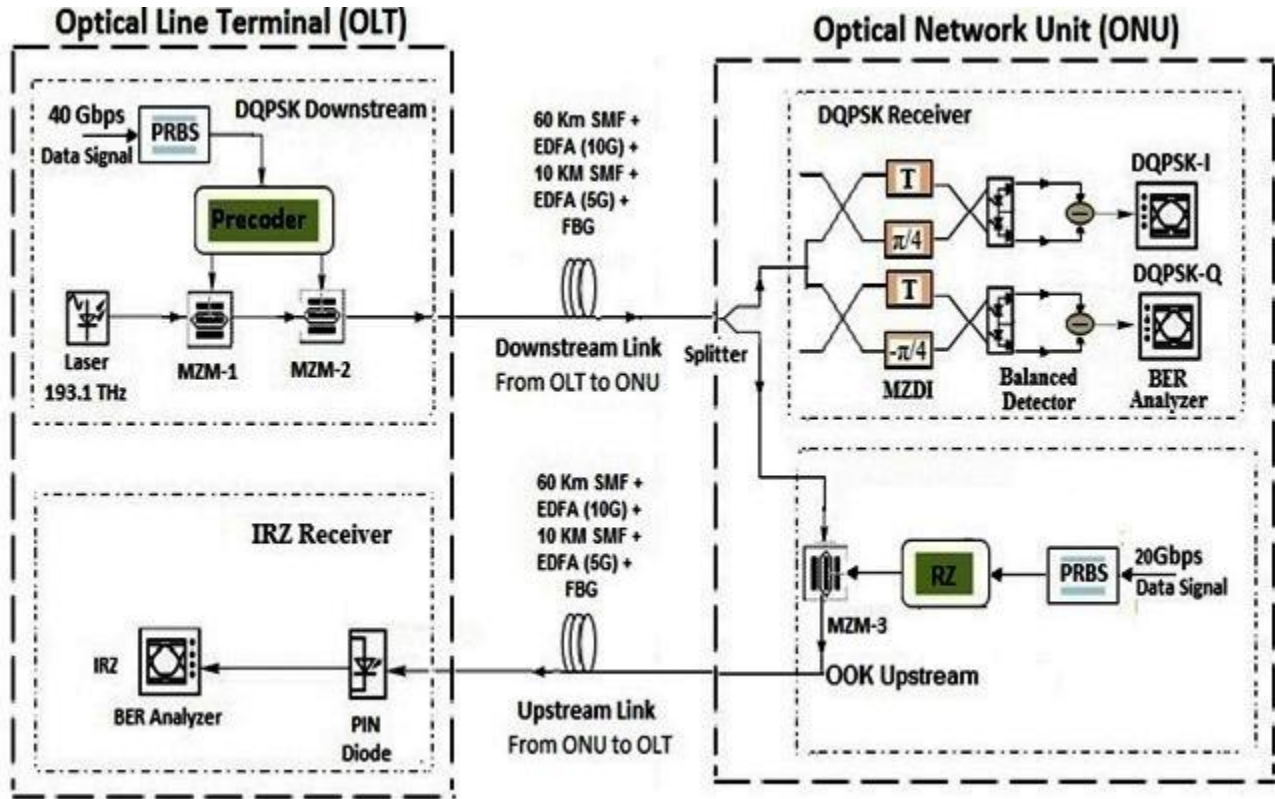 Optical Line Terminal (OLT)
DQPSK Downstream
40 Gbps
Data Signal
PRBS
Precoder
Laser
193.1 THz
MZM-1
MZM-2
60 Km SMF +
EDFA (10G) +
10 KM SMF +
EDFA (5G) +
FBG
Downstream Link
From OLT to ONU
Splitter
Optical Network Unit (ONU)
DQPSK Receiver
T
π/4
T
-π/4
MZDI
Balanced
Detector
DQPSK-I
DQPSK-Q
BER
Analyzer
IRZ Receiver
IRZ
BER Analyzer
PIN
Diode
60 Km SMF +
EDFA (10G) +
10 KM SMF +
EDFA (5G) +
FBG
Upstream Link
From ONU to OLT
MZM-3
RZ
PRBS
20Gbps
Data Signal
OOK Upstream